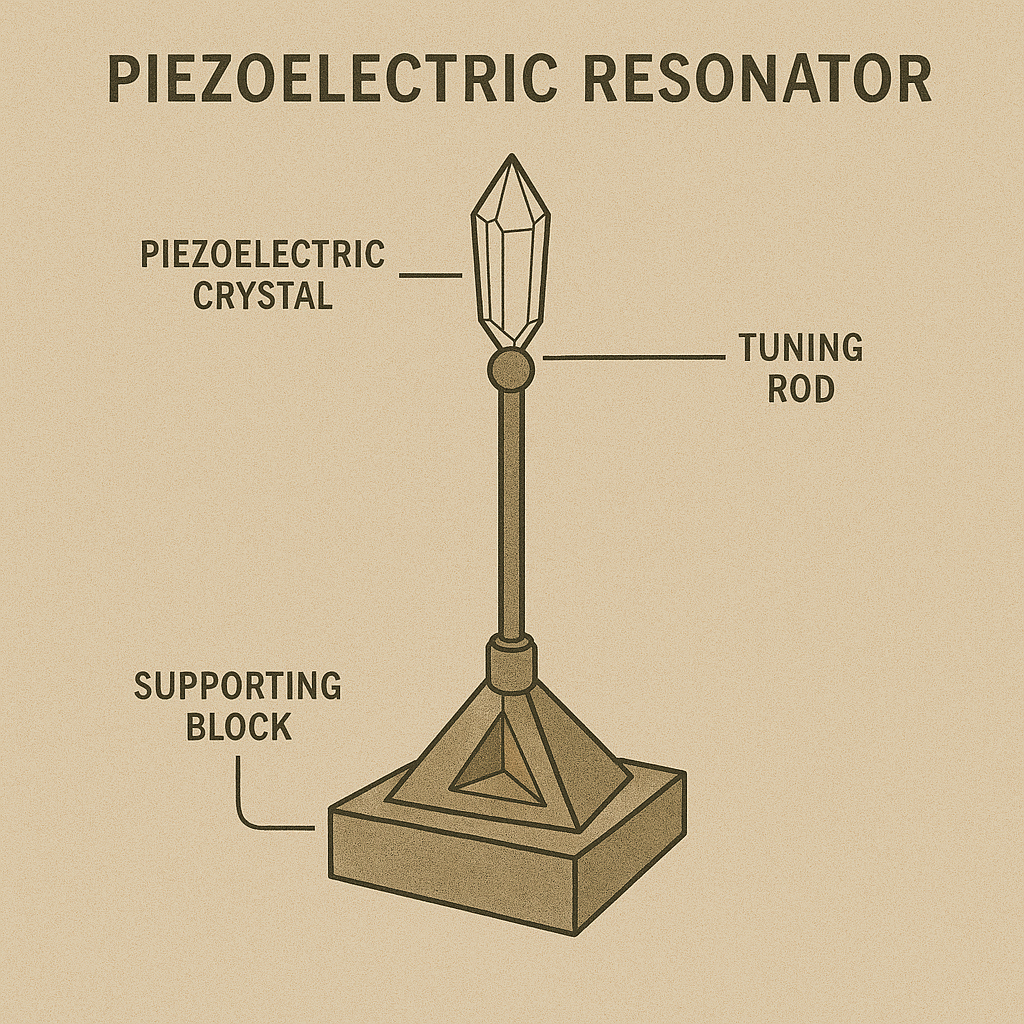 PIEZOELECTRIC RESONATOR
PIEZOELECTRIC
CRYSTAL
TUNING
ROD
SUPPORTING
BLOCK